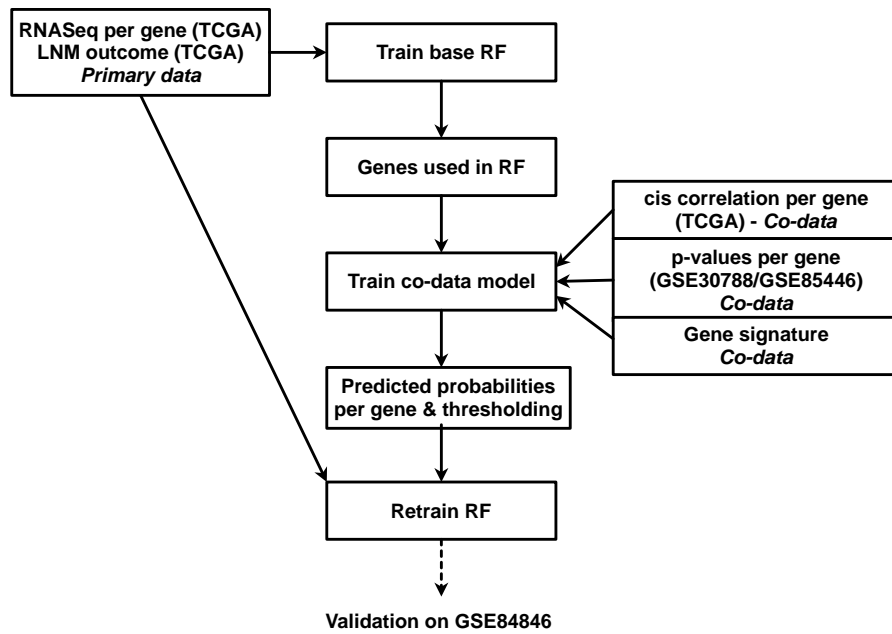 RNASeq per gene (TCGA)
LNM outcome (TCGA)
Primary data
Train base RF
Genes used in RF
cis correlation per gene
(TCGA) - Co-data
p-values per gene
(GSE30788/GSE85446)
Co-data
Gene signature
Co-data
Train co-data model
Predicted probabilities
per gene & thresholding
Retrain RF
Validation on GSE84846